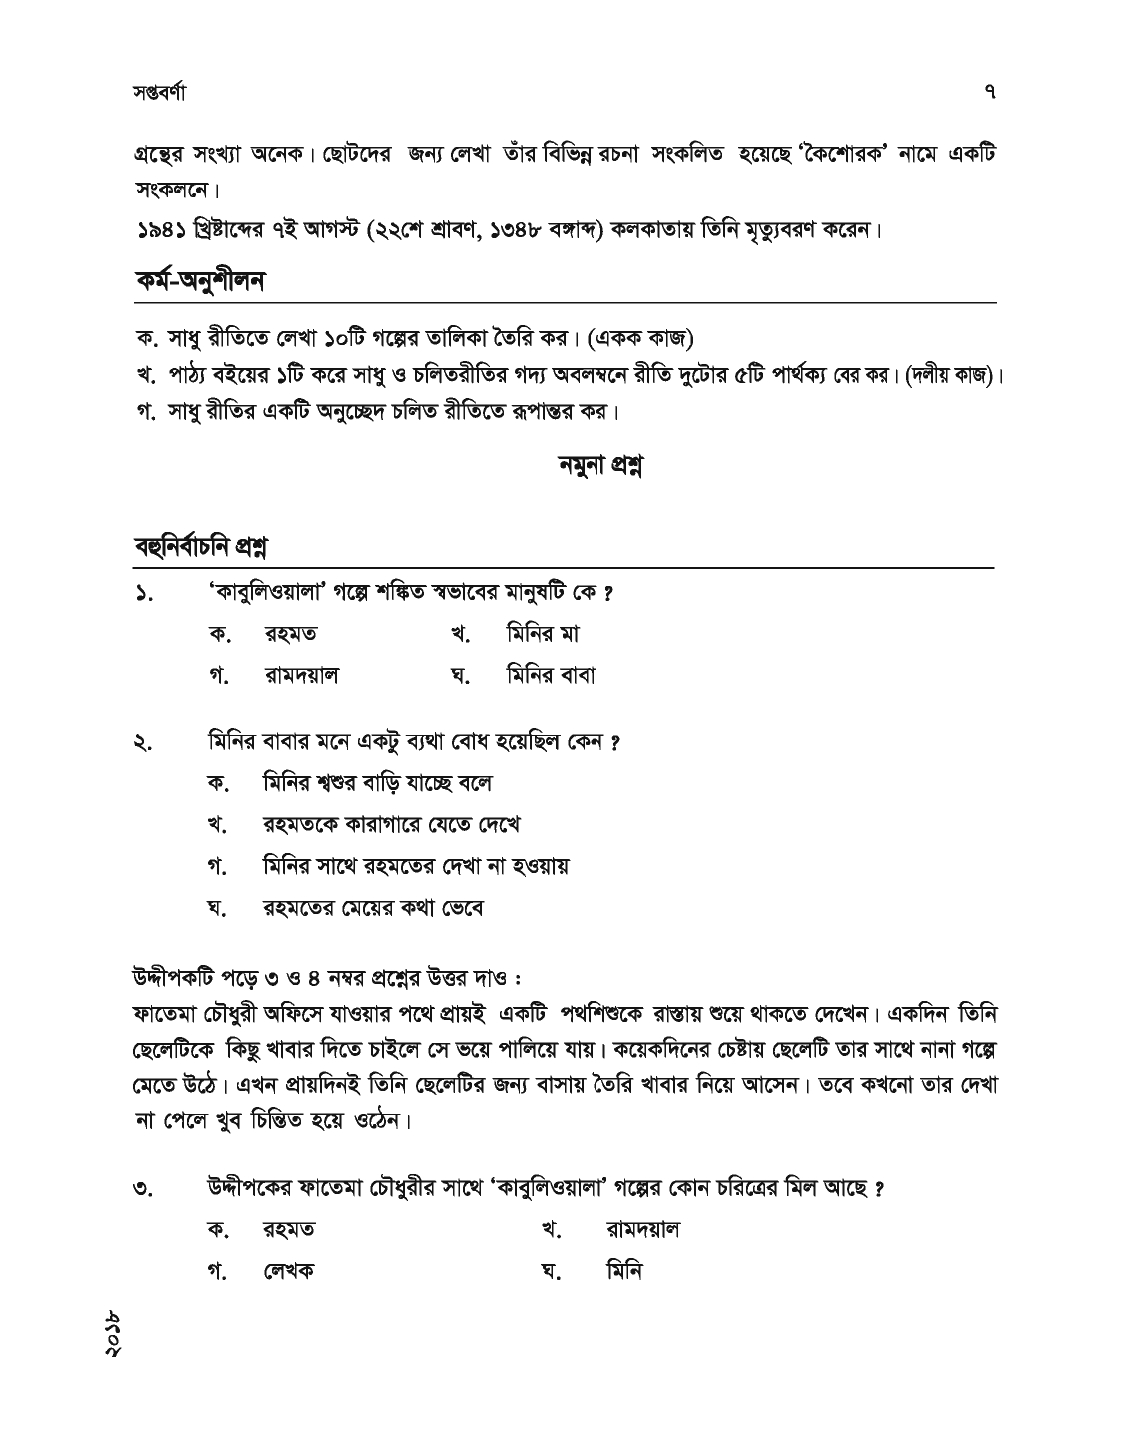 সপ্তবর্ণা ৭
গ্রন্থের সংখ্যা অনেক। ছোটদের জন্য লেখা তাঁর বিভিন্ন রচনা সংকলিত হয়েছে ‘কৈশোরক’ নামে একটি
সংকলনে।
১৯৪১ খ্রিষ্টাব্দের ৭ই আগস্ট (২২শে শ্রাবণ, ১৩৪৮ বঙ্গাব্দ) কলকাতায় তিনি মৃত্যুবরণ করেন।
কর্ম-অনুশীলন
ক. সাধু রীতিতে লেখা ১০টি গল্পের তালিকা তৈরি কর। (একক কাজ)
খ. পাঠ্য বইয়ের ১টি করে সাধু ও চলিতরীতির গদ্য অবলম্বনে রীতি দুটোর ৫টি পার্থক্য বের কর। (দলীয় কাজ)।
গ. সাধু রীতির একটি অনুচ্ছেদ চলিত রীতিতে রূপান্তর কর।
নমুনা প্রশ্ন
বহুনির্বাচনি প্রশ্ন
১. ‘কাবুলিওয়ালা’ গল্পে শঙ্কিত স্বভাবের মানুষটি কে ?
ক. রহমত খ. মিনির মা
গ. রামদয়াল ঘ. মিনির বাবা
২. মিনির বাবার মনে একটু ব্যথা বোধ হয়েছিল কেন ?
ক. মিনির শ্বশুর বাড়ি যাচ্ছে বলে
খ. রহমতকে কারাগারে যেতে দেখে
গ. মিনির সাথে রহমতের দেখা না হওয়ায়
ঘ. রহমতের মেয়ের কথা ভেবে
উদ্দীপকটি পড়ে ৩ ও ৪ নম্বর প্রশ্নের উত্তর দাও :
ফাতেমা চৌধুরী অফিসে যাওয়ার পথে প্রায়ই একটি পথশিশুকে রাস্তায় শুয়ে থাকতে দেখেন। একদিন তিনি
ছেলেটিকে কিছু খাবার দিতে চাইলে সে ভয়ে পালিয়ে যায়। কয়েকদিনের চেষ্টায় ছেলেটি তার সাথে নানা গল্পে
মেতে উঠে। এখন প্রায়দিনই তিনি ছেলেটির জন্য বাসায় তৈরি খাবার নিয়ে আসেন। তবে কখনো তার দেখা
না পেলে খুব চিন্তিত হয়ে ওঠেন।
৩. উদ্দীপকের ফাতেমা চৌধুরীর সাথে ‘কাবুলিওয়ালা’ গল্পের কোন চরিত্রের মিল আছে ?
ক. রহমত খ. রামদয়াল
গ. লেখক ঘ. মিনি
২০১৮